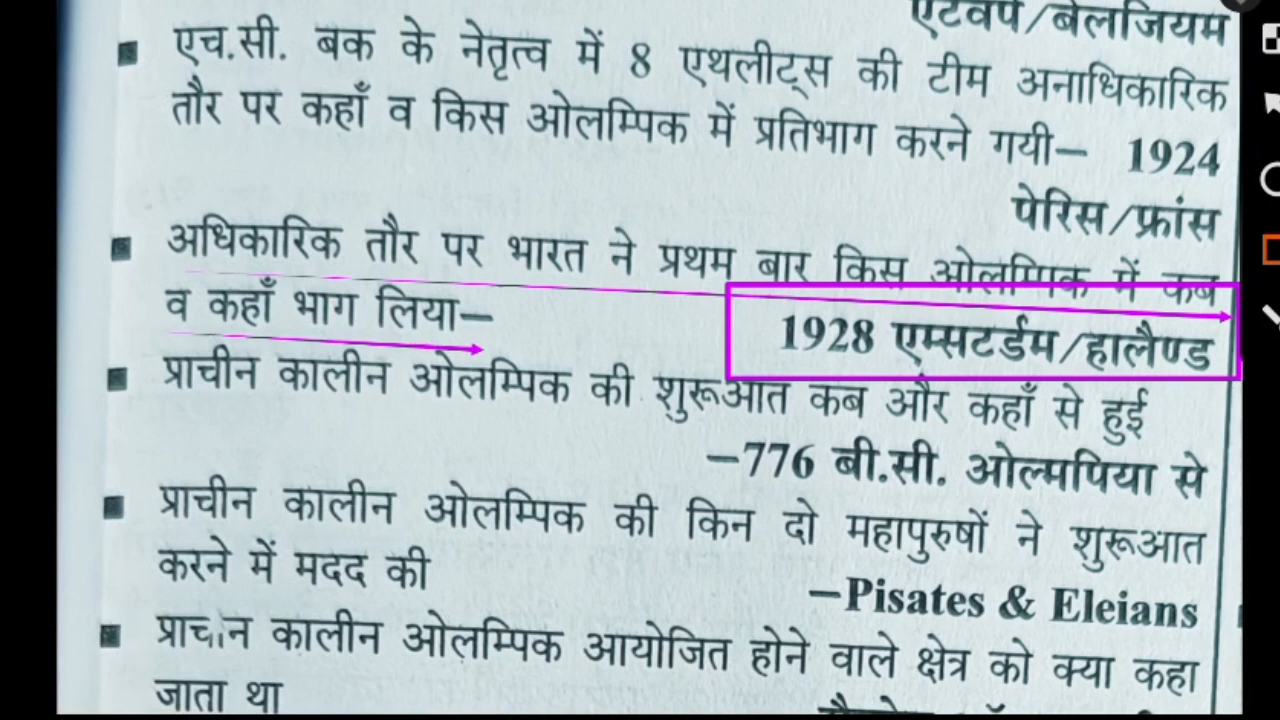 एंटवर्प/बेलजियम
एच.सी. बक के नेतृत्व में 8 एथलीट्स की टीम अनाधिकारिक
तौर पर कहाँ व किस ओलम्पिक में प्रतिभाग करने गयी– 1924
पेरिस/फ्रांस
अधिकारिक तौर पर भारत ने प्रथम बार किस ओलम्पिक में कब
व कहाँ भाग लिया– 1928 एम्सटर्डम/हालैण्ड
प्राचीन कालीन ओलम्पिक की शुरूआत कब और कहाँ से हुई
–776 बी.सी. ओल्मपिया से
प्राचीन कालीन ओलम्पिक की किन दो महापुरुषों ने शुरूआत
करने में मदद की –Pisates & Eleians
प्राचीन कालीन ओलम्पिक आयोजित होने वाले क्षेत्र को क्या कहा
जाता था